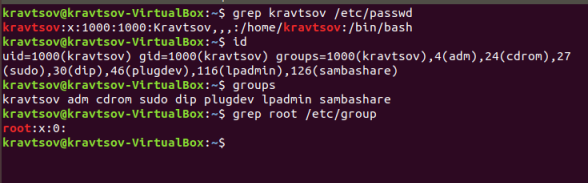 kravtsov@kravtsov-VirtualBox:~$ grep kravtsov /etc/passwd
kravtsov:x:1000:1000:Kravtsov,,,:/home/kravtsov:/bin/bash
kravtsov@kravtsov-VirtualBox:~$ id
uid=1000(kravtsov) gid=1000(kravtsov) groups=1000(kravtsov),4(adm),24(cdrom),27
(sudo),30(dip),46(plugdev),116(lpadmin),126(sambashare)
kravtsov@kravtsov-VirtualBox:~$ groups
kravtsov adm cdrom sudo dip plugdev lpadmin sambashare
kravtsov@kravtsov-VirtualBox:~$ grep root /etc/group
root:x:0:
kravtsov@kravtsov-VirtualBox:~$